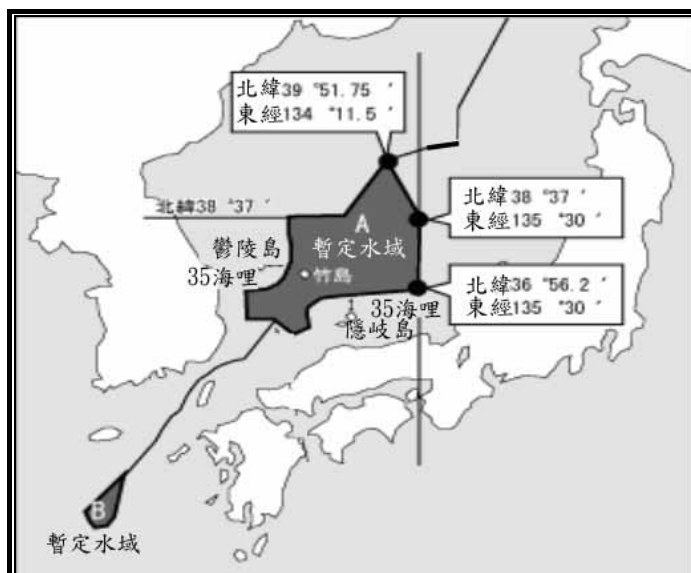 北緯39 °51.75 ′
東經134 °11.5 ′
北緯38 °37 ′
北緯38 °37 ′
東經135 °30 ′
A
暫定水域
鬱陵島
35海哩
竹島
北緯36 °56.2 ′
東經135 °30 ′
35海哩
隱岐島
B
暫定水域